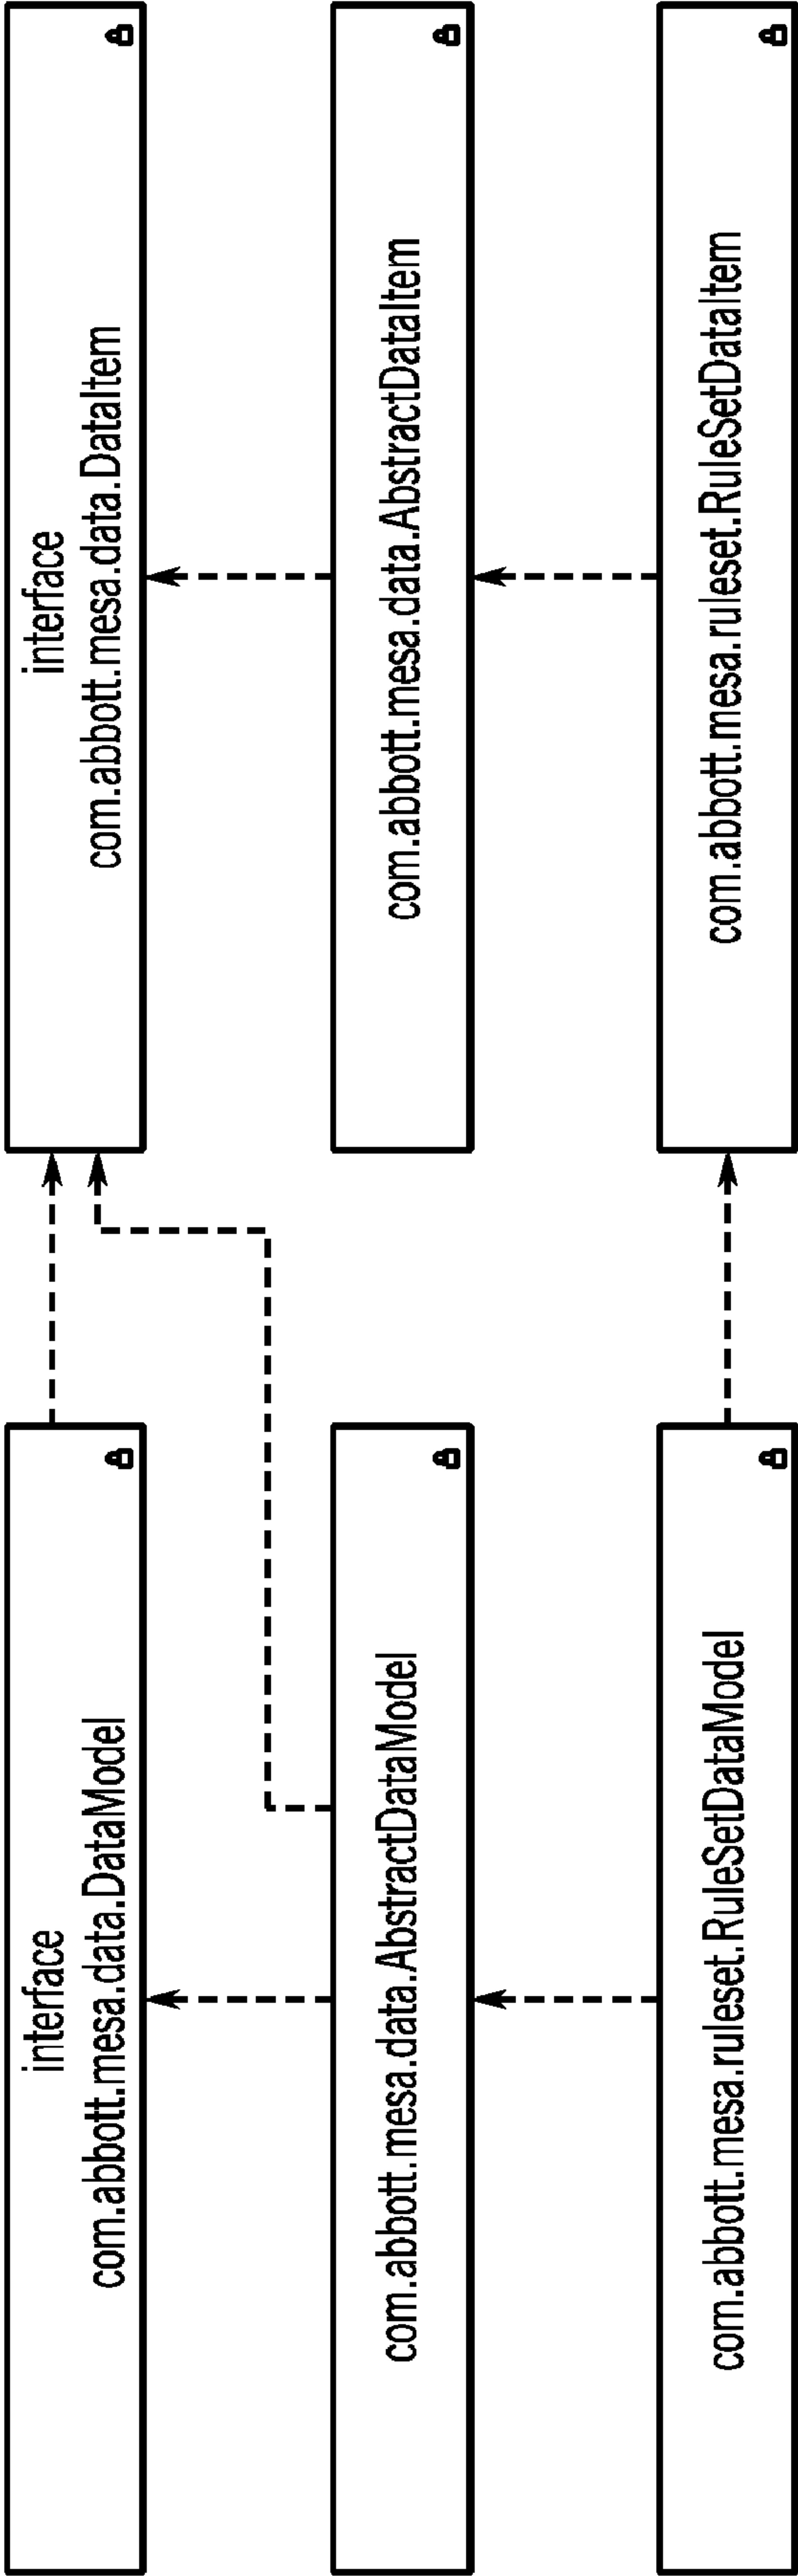 interface
com.abbott.mesa.data.DataModel
interface
com.abbott.mesa.data.DataItem
com.abbott.mesa.data.AbstractDataModel
com.abbott.mesa.data.AbstractDataItem
com.abbott.mesa.ruleset.RuleSetDataModel
com.abbott.mesa.ruleset.RuleSetDataItem